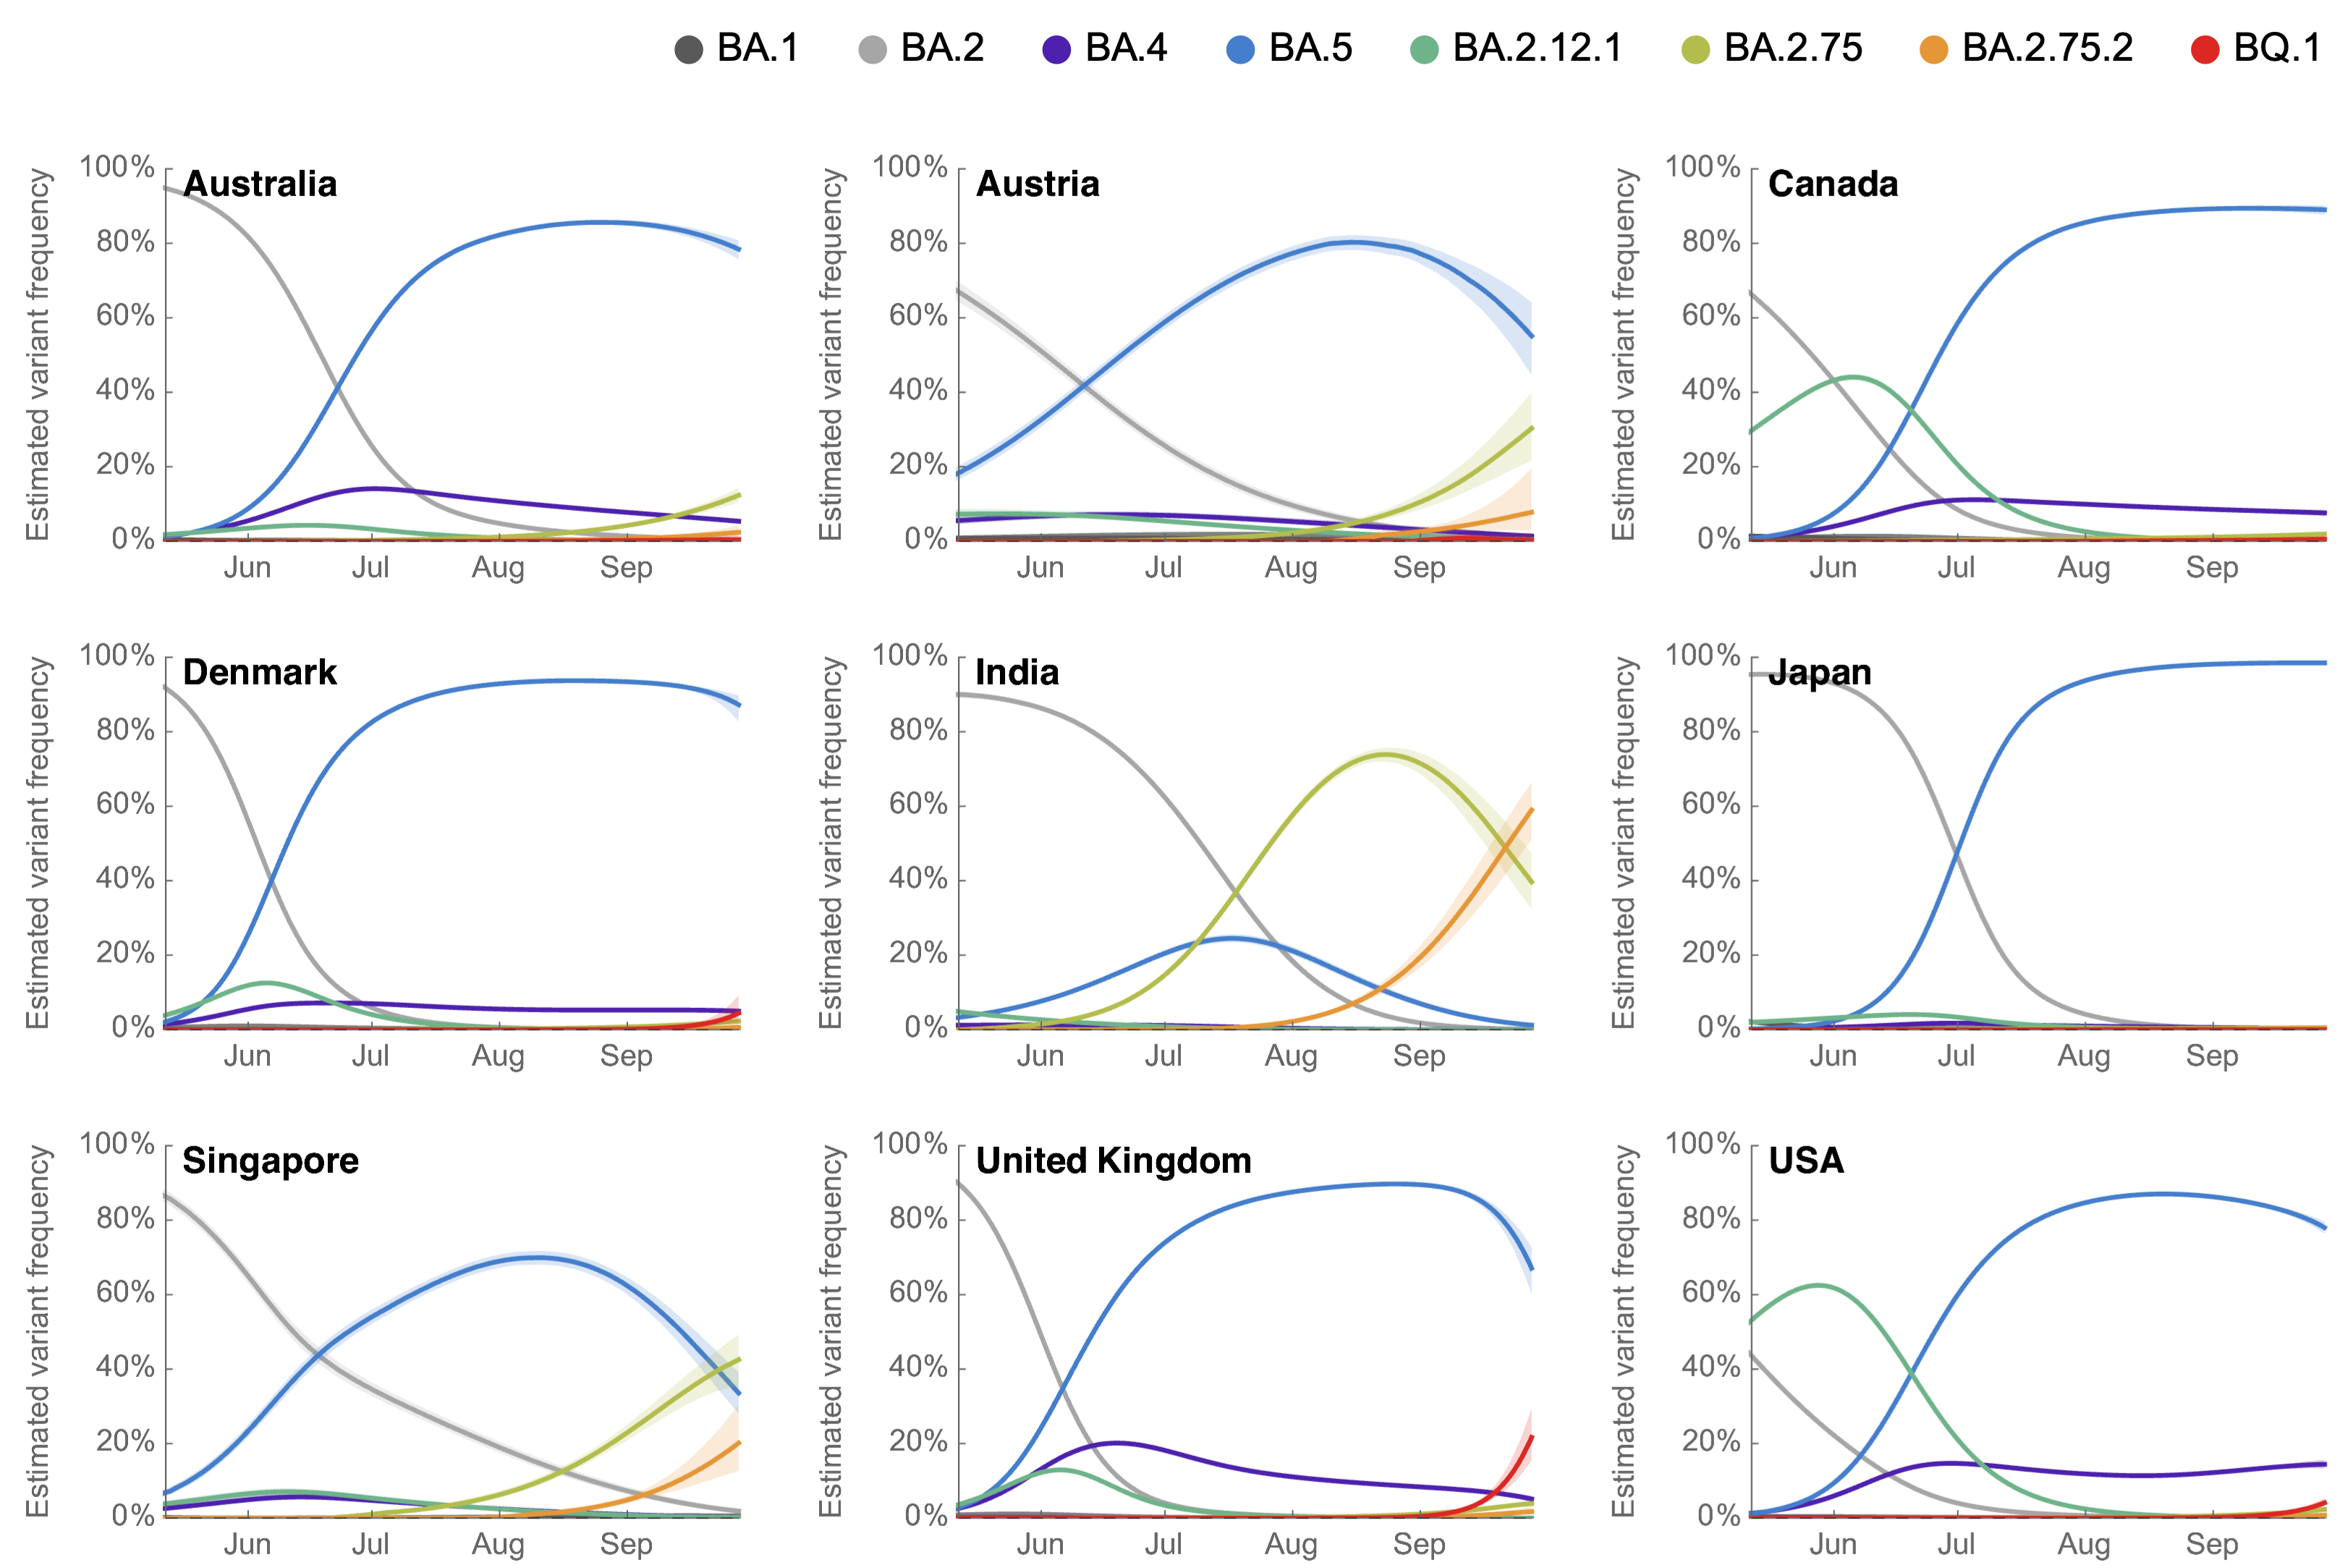 BA.1 BA.2 BA.4 BA.5 BA.2.12.1 BA.2.75 BA.2.75.2 BQ.1
Estimated variant frequency
100%
80%
60%
40%
20%
0%
Australia
Jun Jul Aug Sep
Estimated variant frequency
100%
80%
60%
40%
20%
0%
Austria
Jun Jul Aug Sep
Estimated variant frequency
100%
80%
60%
40%
20%
0%
Canada
Jun Jul Aug Sep
Estimated variant frequency
100%
80%
60%
40%
20%
0%
Denmark
Jun Jul Aug Sep
Estimated variant frequency
100%
80%
60%
40%
20%
0%
India
Jun Jul Aug Sep
Estimated variant frequency
100%
80%
60%
40%
20%
0%
Japan
Jun Jul Aug Sep
Estimated variant frequency
100%
80%
60%
40%
20%
0%
Singapore
Jun Jul Aug Sep
Estimated variant frequency
100%
80%
60%
40%
20%
0%
United Kingdom
Jun Jul Aug Sep
Estimated variant frequency
100%
80%
60%
40%
20%
0%
USA
Jun Jul Aug Sep